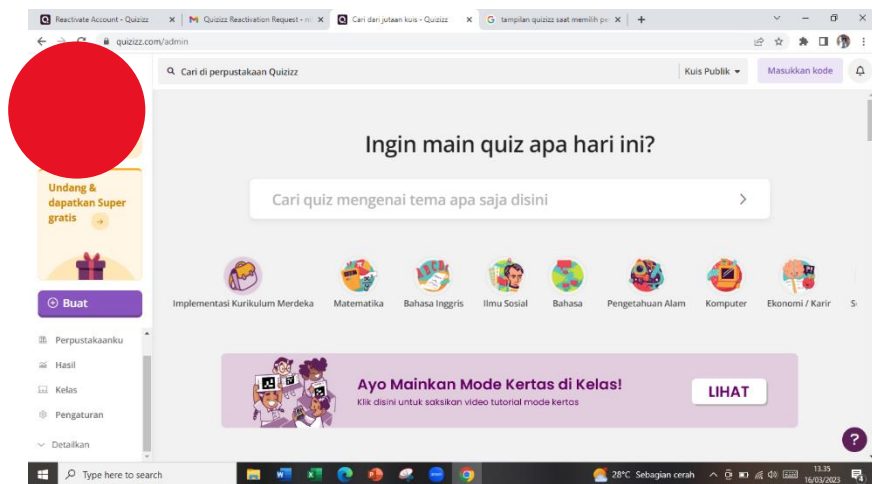 Reactivate Account - Quizizz
Quizizz Reactivation Request - ni
Cari dari jutaan kuis - Quizizz
tampilan quizizz saat memilih pe
quizizz.com/admin
Cari di perpustakaan Quizizz
Kuis Publik
Masukkan kode
Undang &
dapatkan Super
gratis
Buat
Perpustakaanku
Hasil
Kelas
Pengaturan
Detailkan
Ingin main quiz apa hari ini?
Cari quiz mengenai tema apa saja disini
Implementasi Kurikulum Merdeka
Matematika
Bahasa Inggris
Ilmu Sosial
Bahasa
Pengetahuan Alam
Komputer
Ekonomi / Karir
Ayo Mainkan Mode Kertas di Kelas!
Klik disini untuk saksikan video tutorial mode kertas
LIHAT
?
Type here to search
28°C Sebagian cerah
13.35
16/03/2023